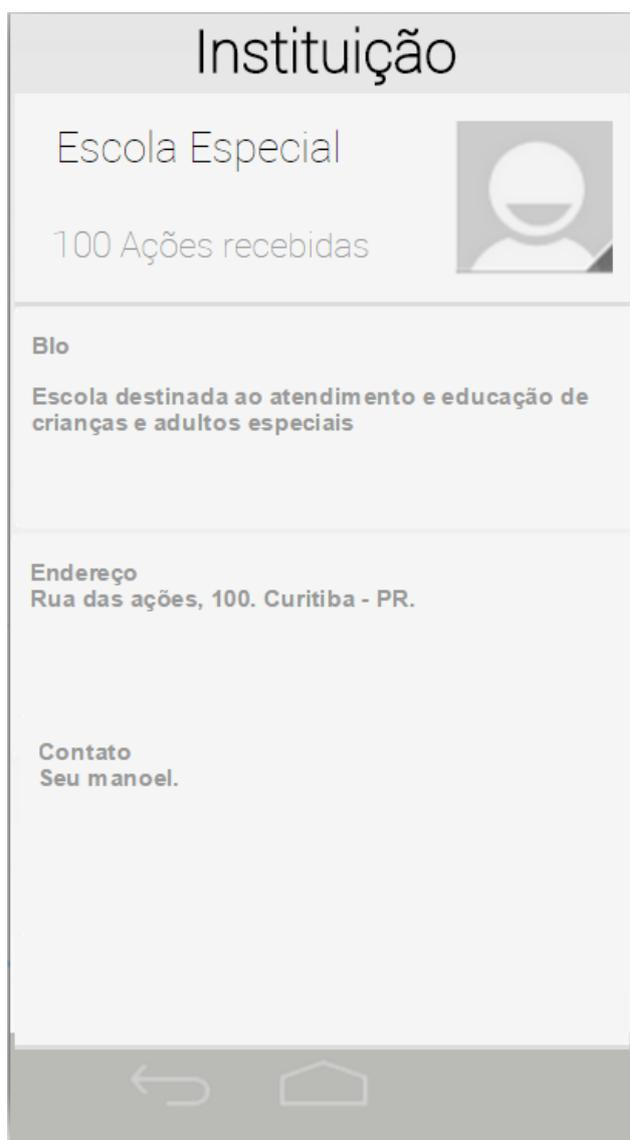 Instituição
Escola Especial
100 Ações recebidas
Blo
Escola destinada ao atendimento e educação de
crianças e adultos especiais
Endereço
Rua das ações, 100. Curitiba - PR.
Contato
Seu manoel.